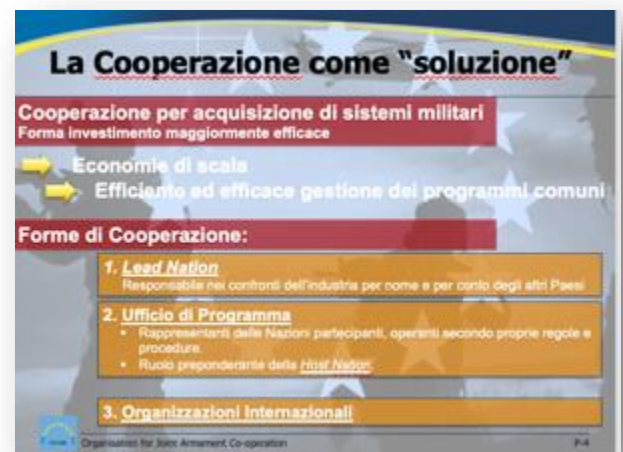 La Cooperazione come “soluzione”
Cooperazione per acquisizione di sistemi militari
Forma investimento maggiormente efficace
Economie di scala
Efficiento ed efficace gestione dei programmi comuni
Forme di Cooperazione:
1. Lead Nation
Responsabile nei confronti dell'industria per nome e per conto degli altri Paesi
2. Ufficio di Programma
• Rappresentanti delle Nazioni partecipanti, operanti secondo proprie regole e
procedure.
• Ruolo preponderante della Host Nation.
3. Organizzazioni Internazionali
Organisation for Joint Armament Co-operation
P-4